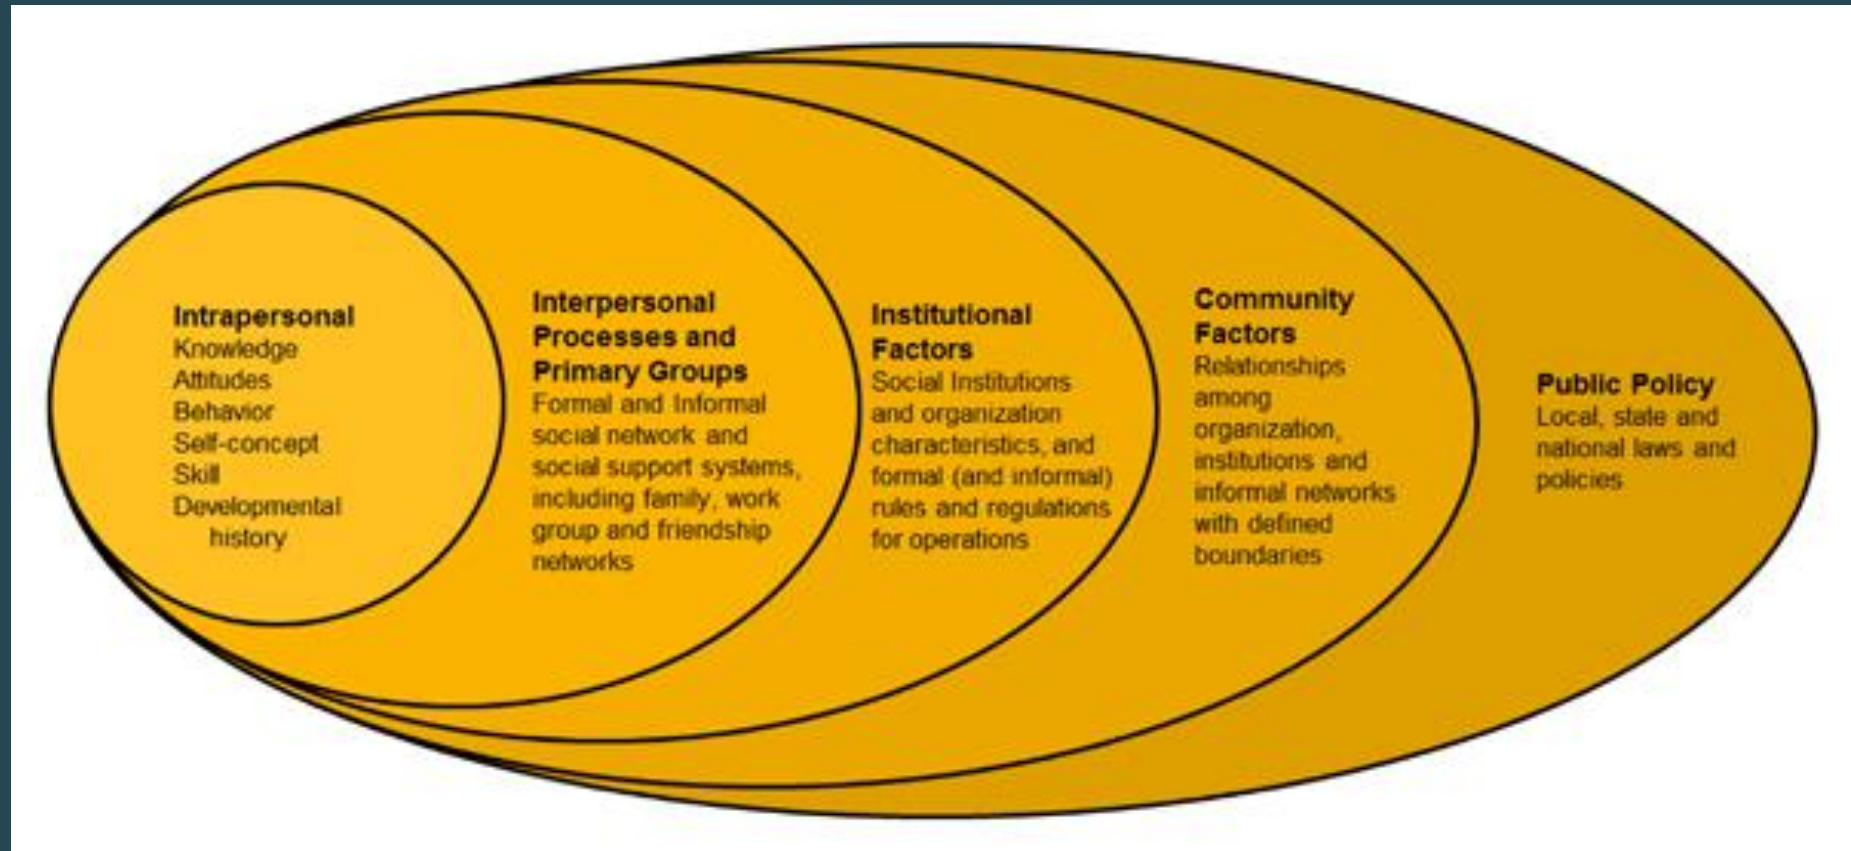 Intrapersonal
Knowledge
Attitudes
Behavior
Self-concept
Skill
Developmental
history
Interpersonal
Processes and
Primary Groups
Formal and Informal
social network and
social support systems,
including family, work
group and friendship
networks
Institutional
Factors
Social Institutions
and organization
characteristics, and
formal (and informal)
rules and regulations
for operations
Community
Factors
Relationships
among
organization,
institutions and
informal networks
with defined
boundaries
Public Policy
Local, state and
national laws and
policies